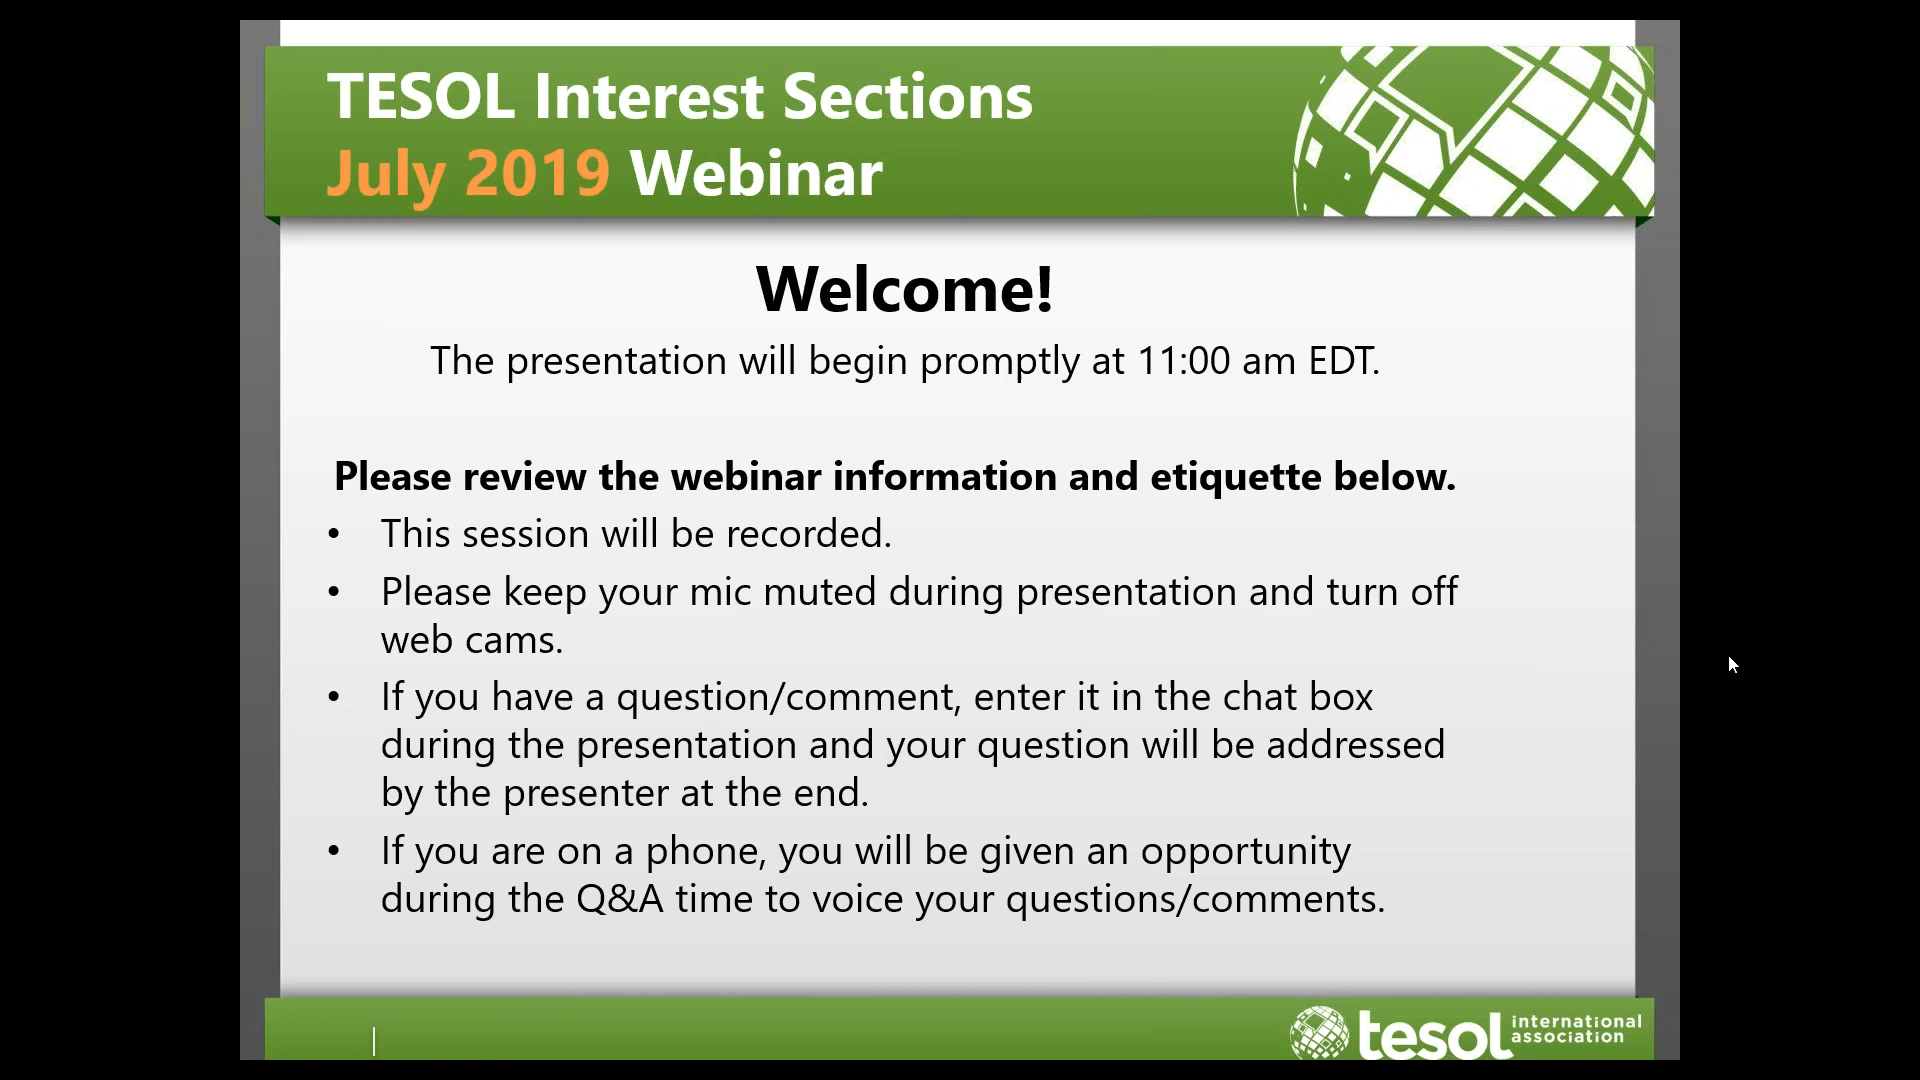 TESOL Interest Sections
July 2019 Webinar
Welcome!
The presentation will begin promptly at 11:00 am EDT.
Please review the webinar information and etiquette below.
• This session will be recorded.
• Please keep your mic muted during presentation and turn off
web cams.
• If you have a question/comment, enter it in the chat box
during the presentation and your question will be addressed
by the presenter at the end.
• If you are on a phone, you will be given an opportunity
during the Q&A time to voice your questions/comments.
tesol international
association